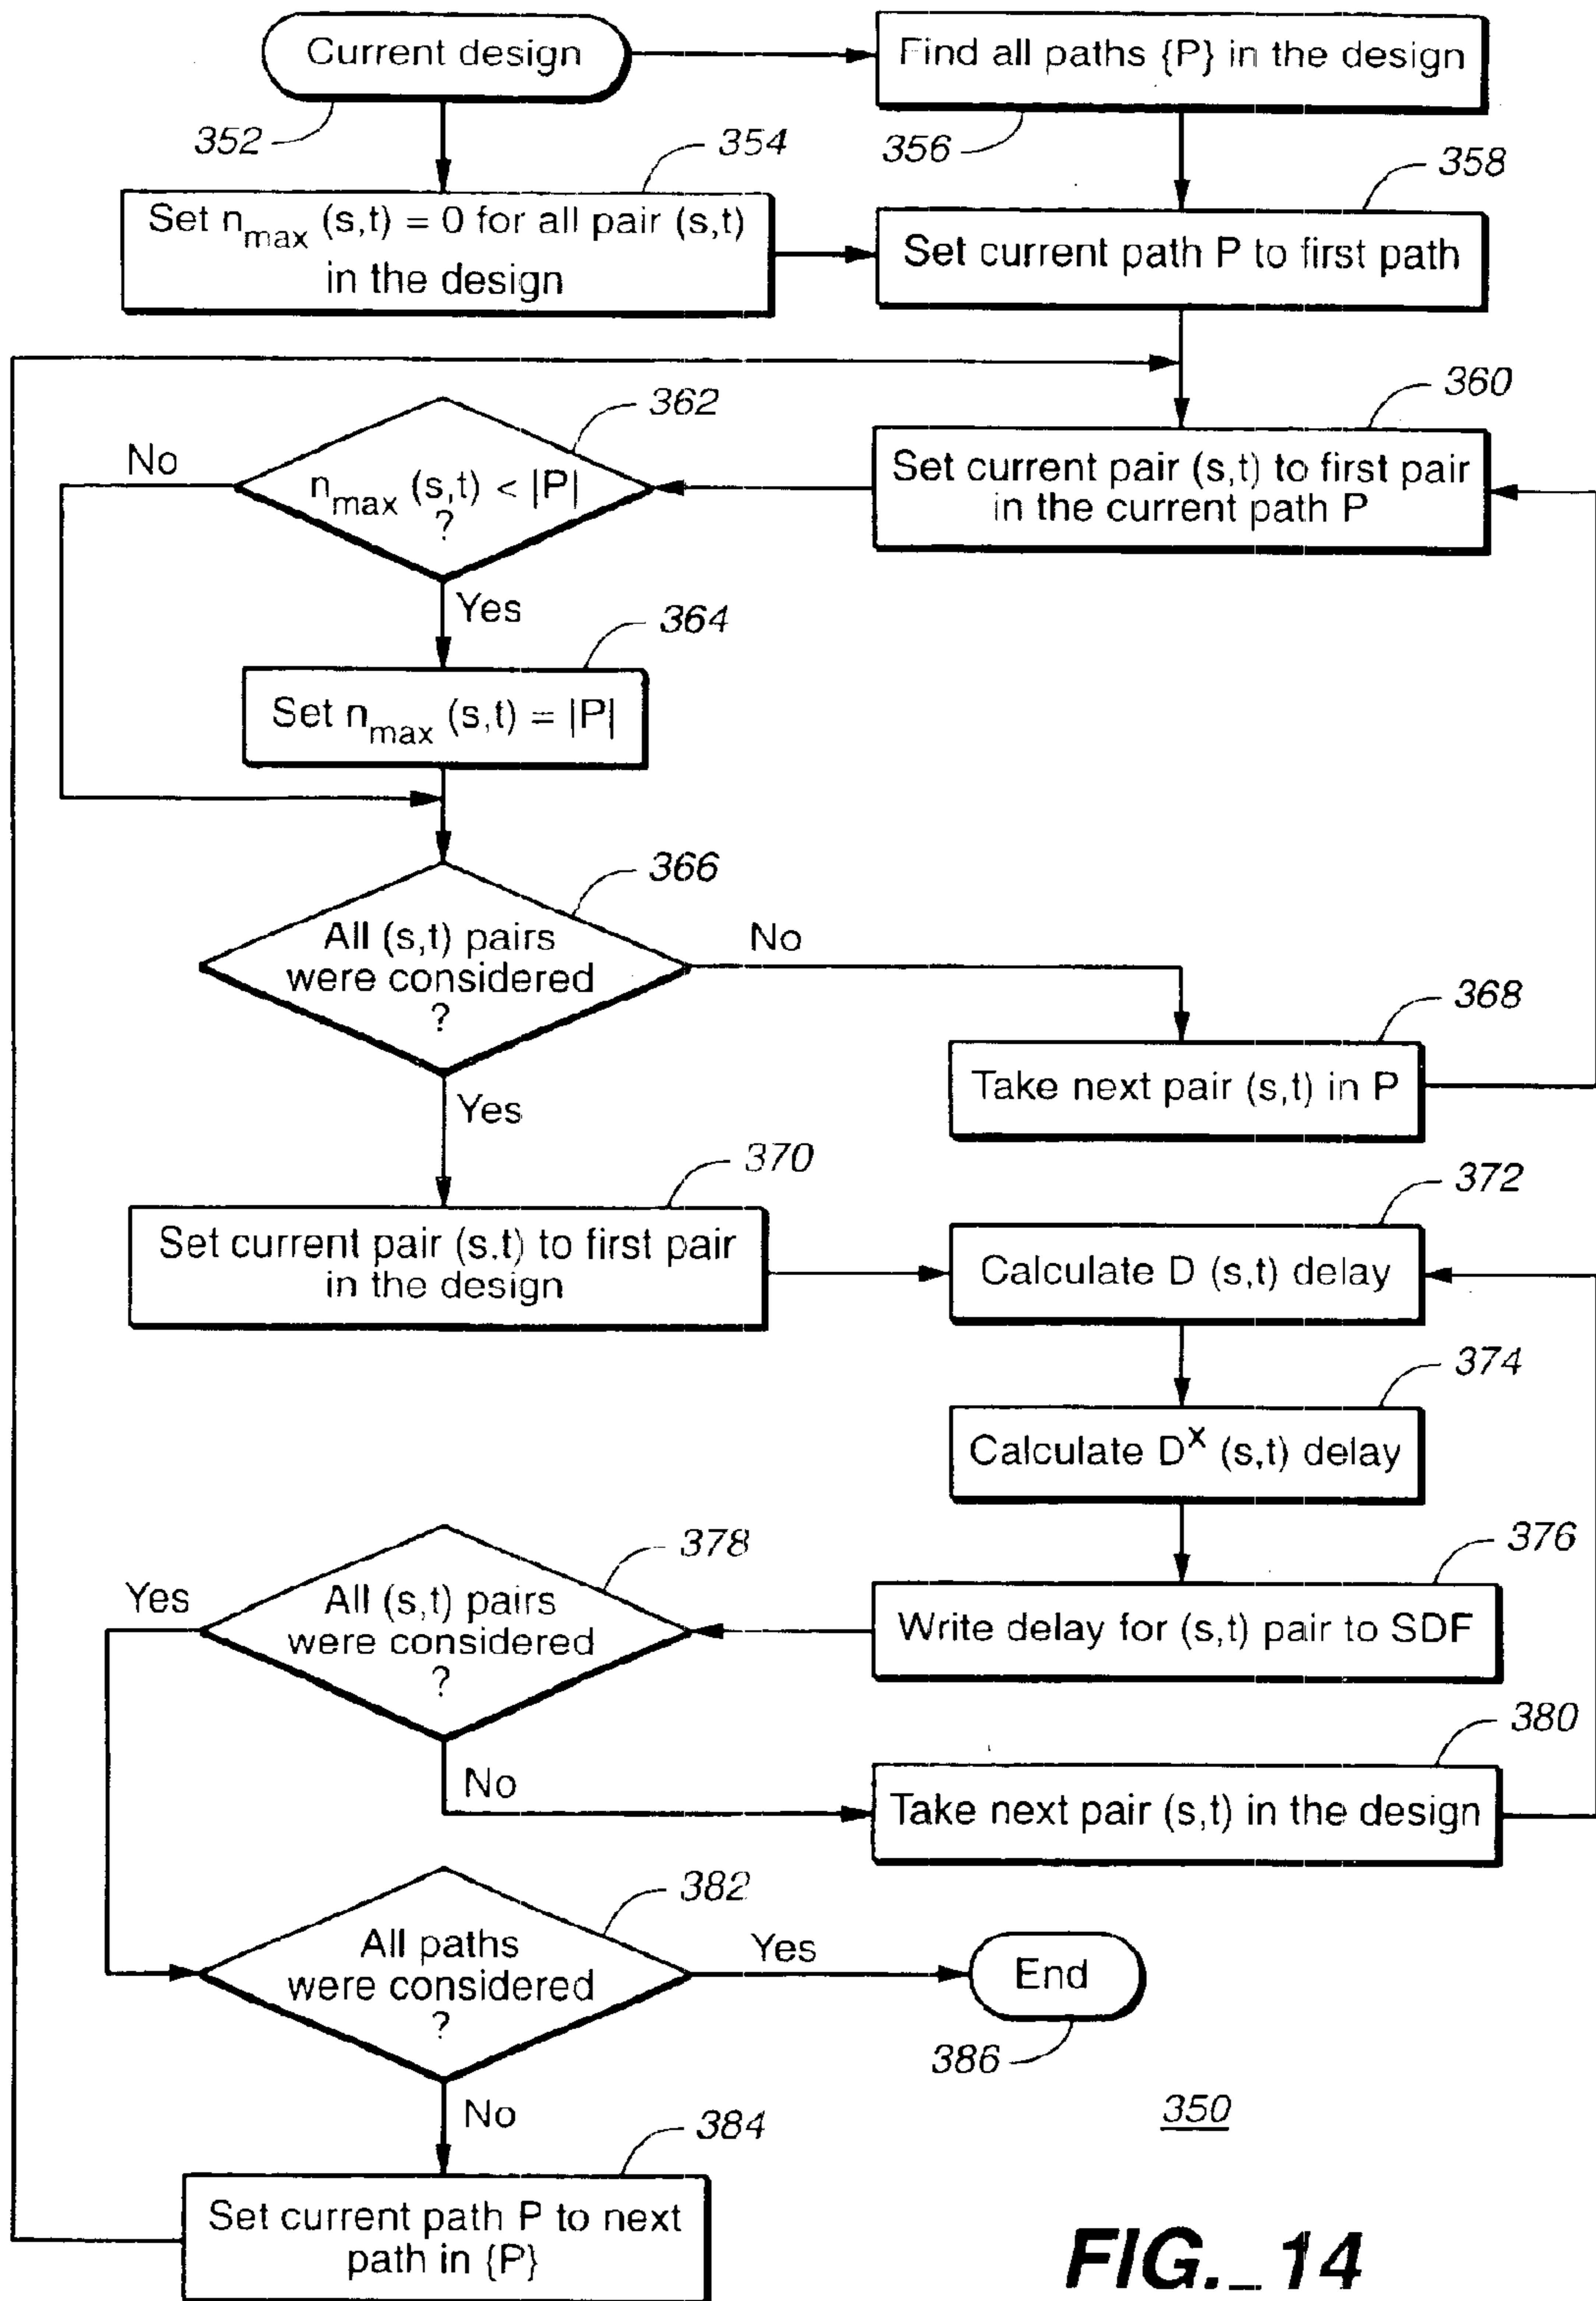 Current design
352
Find all paths {P} in the design
356
354
Set nmax (s,t) = 0 for all pair (s,t)
in the design
358
Set current path P to first path
360
Set current pair (s,t) to first pair
in the current path P
362
nmax (s,t) < |P|
?
No
Yes
364
Set nmax (s,t) = |P|
366
All (s,t) pairs
were considered
?
No
368
Take next pair (s,t) in P
Yes
370
Set current pair (s,t) to first pair
in the design
372
Calculate D (s,t) delay
374
Calculate Dx (s,t) delay
376
Write delay for (s,t) pair to SDF
378
All (s,t) pairs
were considered
?
Yes
No
380
Take next pair (s,t) in the design
382
All paths
were considered
?
Yes
End
386
No
384
Set current path P to next
path in {P}
350
FIG._14